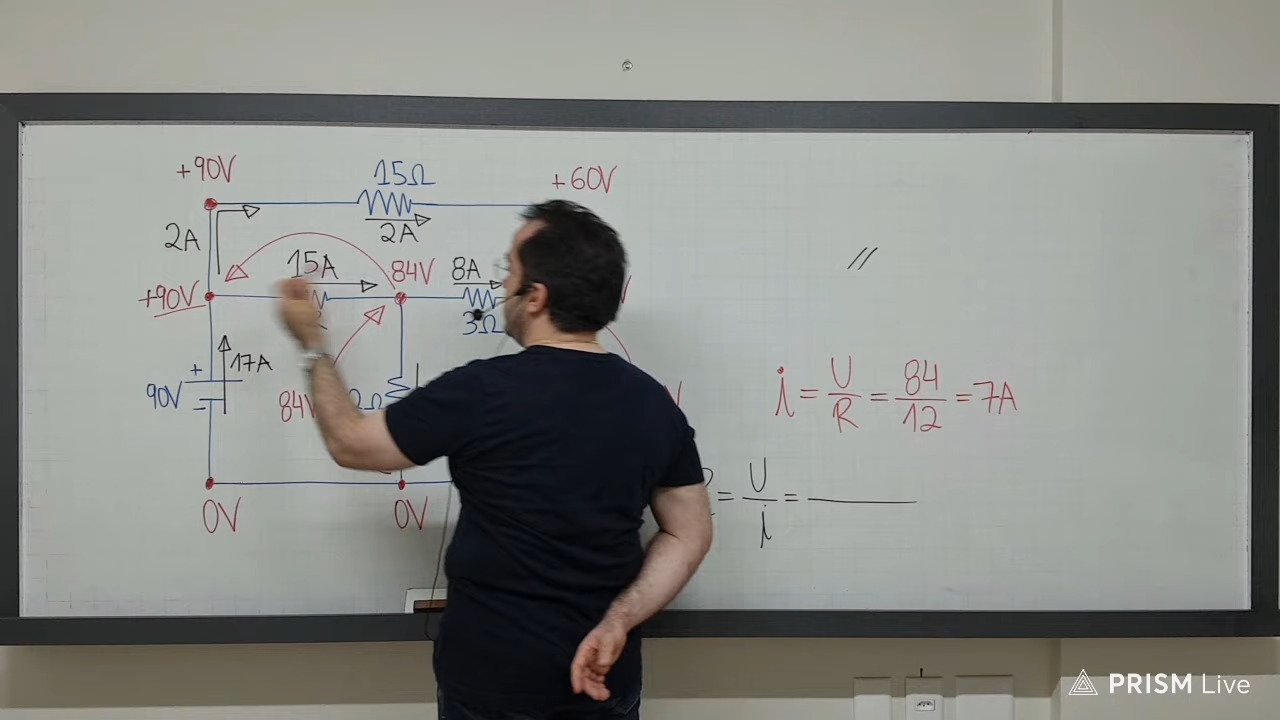 +90V
15Ω
+60V
2A
2A
15A
84V
8A
+90V
3Ω
17A
+
90V
−
84V
Ω
i = U/R = 84/12 = 7A
= U/i =
0V
0V
//
PRISM Live